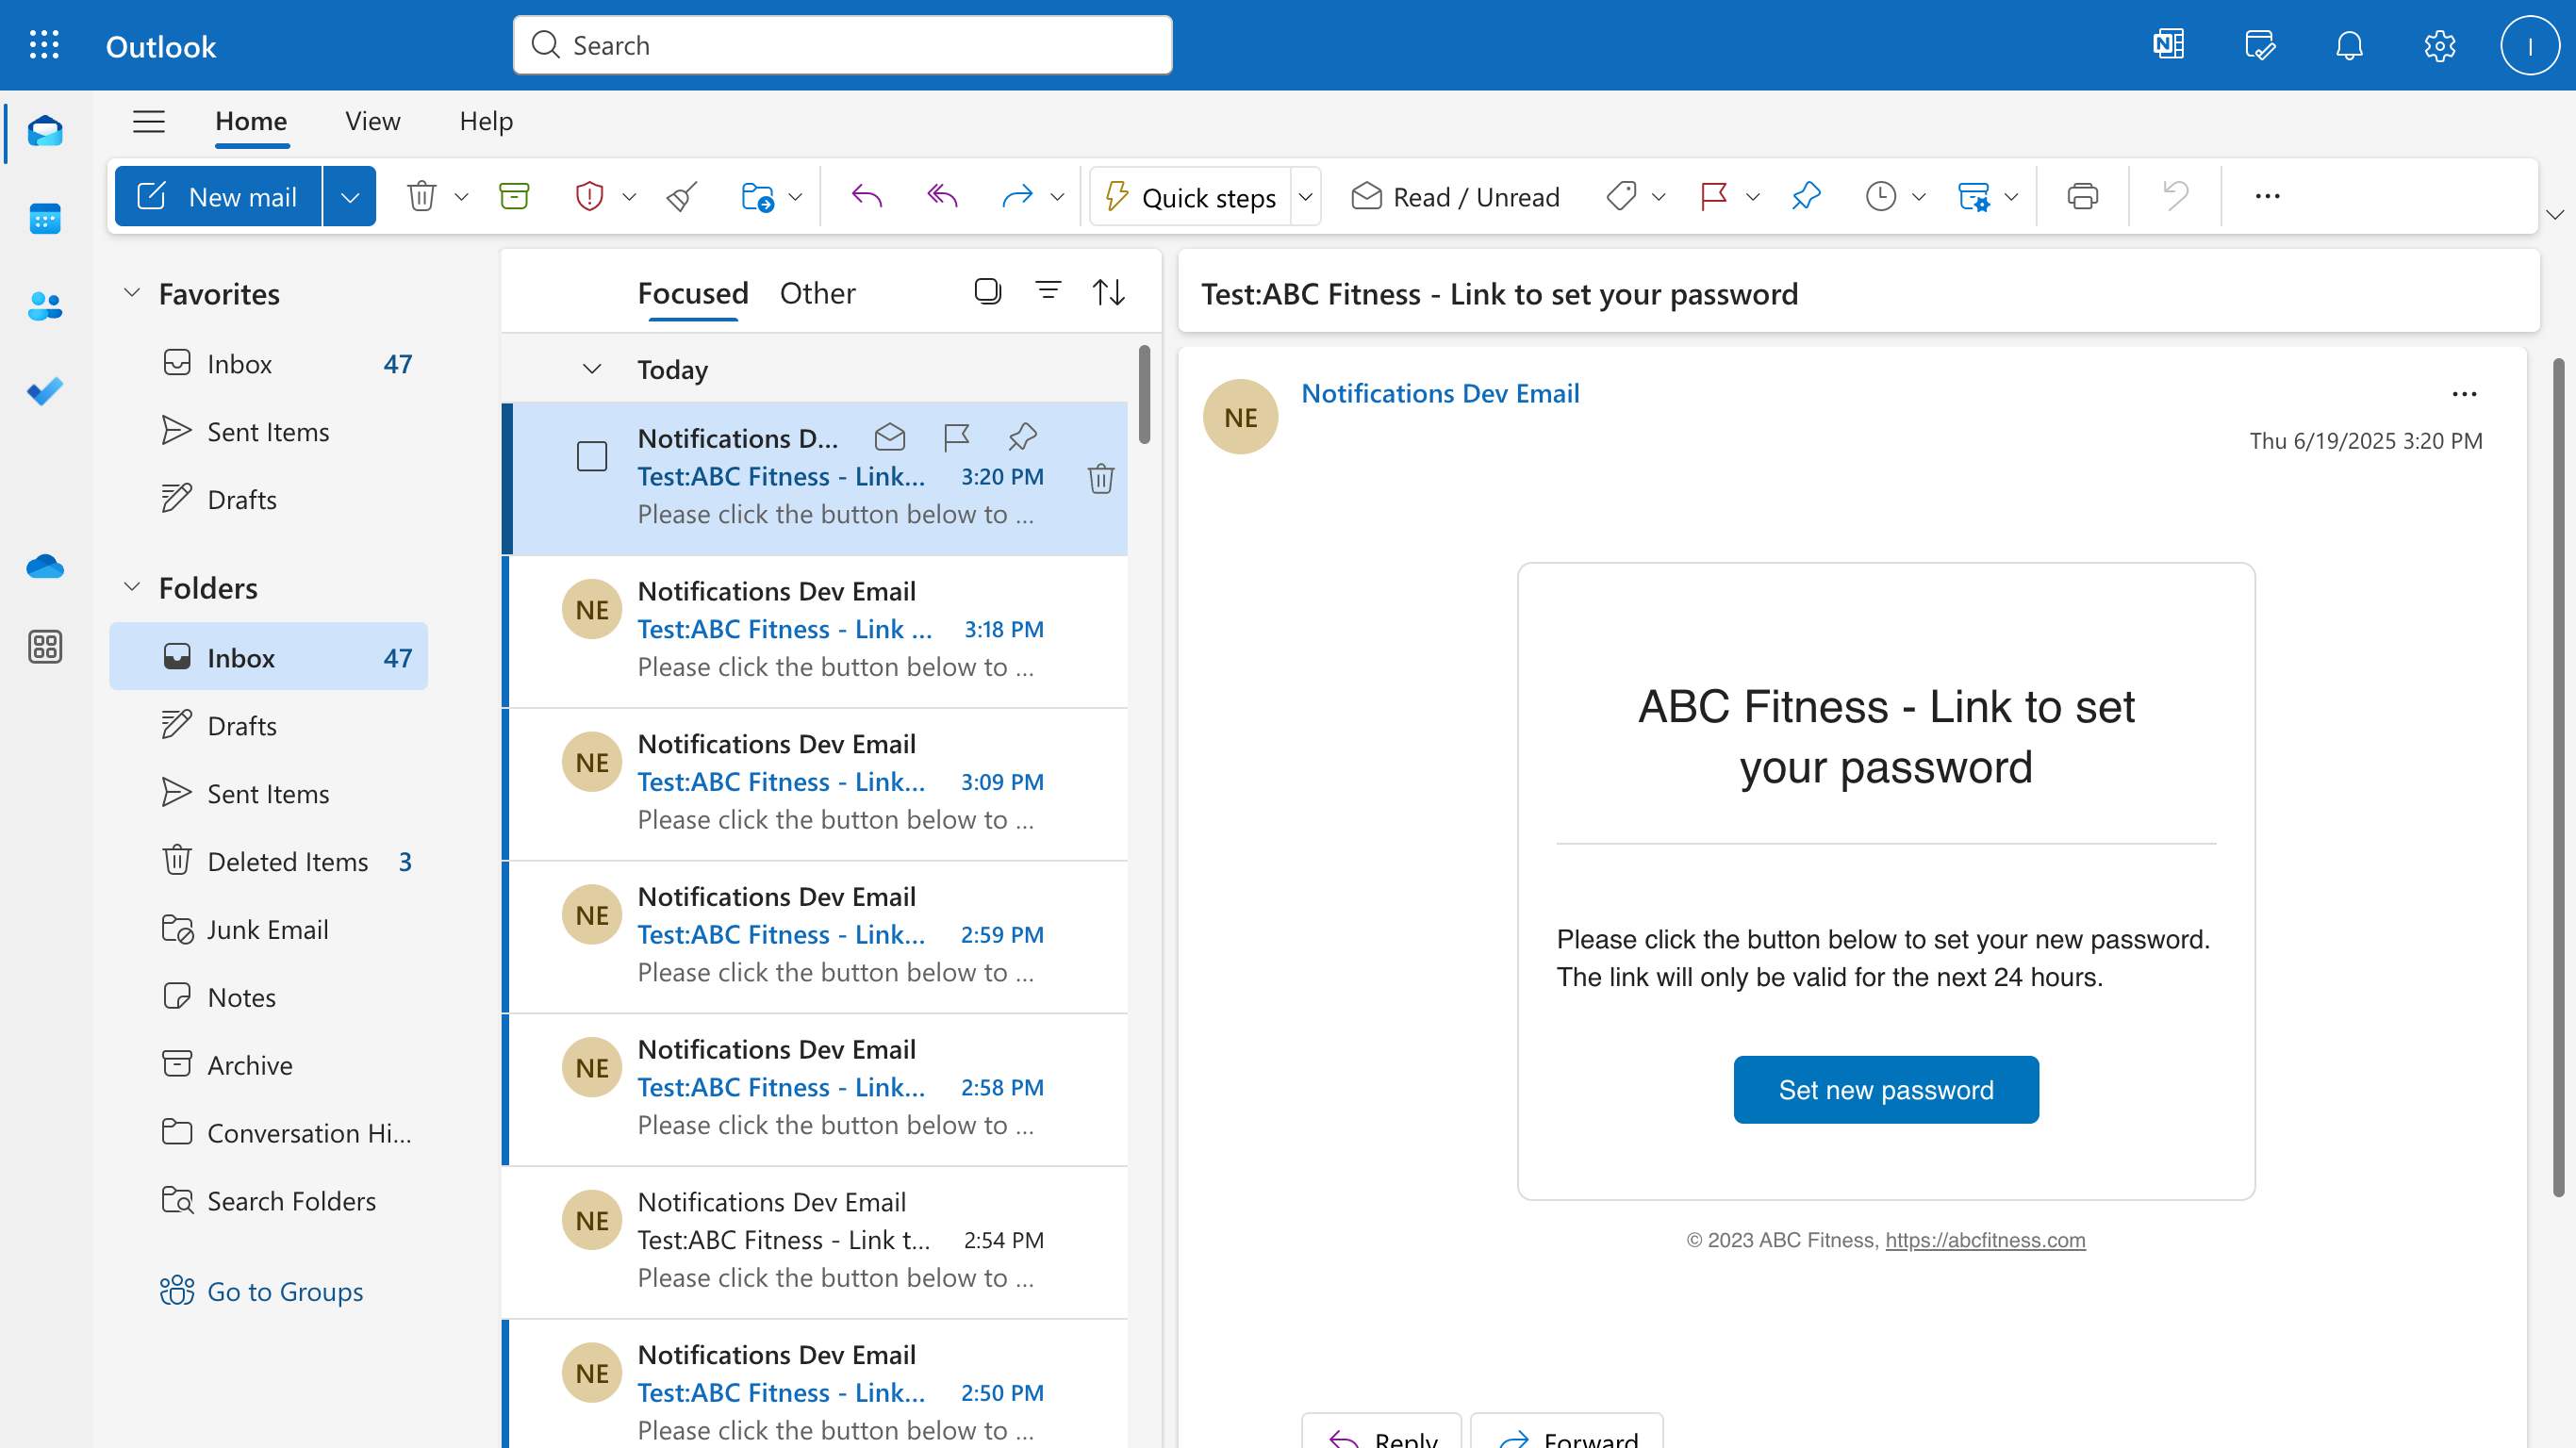 Outlook
Search
Home
View
Help
New mail
Quick steps
Read / Unread
Favorites
Inbox 47
Sent Items
Drafts
Folders
Inbox 47
Drafts
Sent Items
Deleted Items 3
Junk Email
Notes
Archive
Conversation Hi...
Search Folders
Go to Groups
Focused
Other
Today
Notifications D...
Test:ABC Fitness - Link... 3:20 PM
Please click the button below to ...
NE
Notifications Dev Email
Test:ABC Fitness - Link ... 3:18 PM
Please click the button below to ...
NE
Notifications Dev Email
Test:ABC Fitness - Link... 3:09 PM
Please click the button below to ...
NE
Notifications Dev Email
Test:ABC Fitness - Link... 2:59 PM
Please click the button below to ...
NE
Notifications Dev Email
Test:ABC Fitness - Link... 2:58 PM
Please click the button below to ...
NE
Notifications Dev Email
Test:ABC Fitness - Link t... 2:54 PM
Please click the button below to ...
NE
Notifications Dev Email
Test:ABC Fitness - Link... 2:50 PM
Please click the button below to ...
Test:ABC Fitness - Link to set your password
NE
Notifications Dev Email
Thu 6/19/2025 3:20 PM
ABC Fitness - Link to set
your password
Please click the button below to set your new password.
The link will only be valid for the next 24 hours.
Set new password
© 2023 ABC Fitness, https://abcfitness.com
Reply
Forward